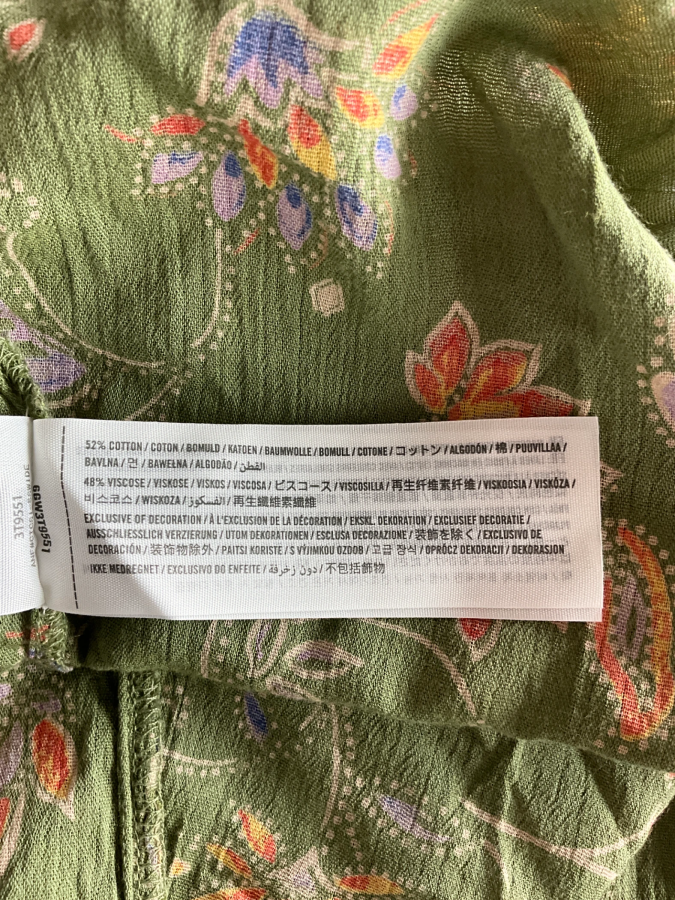 52% COTTON / COTON / BOMULD / KATOEN / BAUMWOLLE / BOMULL / COTONE / コットン / ALGODÓN / 棉 / PUUVILLAA /
BAVLNA / 면 / BAWEŁNA / ALGODÃO / القطن
48% VISCOSE / VISKOSE / VISKOS / VISCOSA / ビスコース / VISCOSILLA / 再生纤维素纤维 / VISKOOSIA / VISKÓZA /
비스코스 / WISKOZA / الفسكوز / 再生纖維素纖維
EXCLUSIVE OF DECORATION / À L'EXCLUSION DE LA DÉCORATION / EKSKL. DEKORATION / EXCLUSIEF DECORATIE /
AUSSCHLIESSLICH VERZIERUNG / UTOM DEKORATIONEN / ESCLUSA DECORAZIONE / 装飾を除く / EXCLUSIVO DE
DECORACIÓN / 装饰物除外 / PAITSI KORISTE / S VÝJIMKOU OZDOB / 고급 장식 / OPRÓCZ DEKORACJI / DEKORASJON
IKKE MEDREGNET / EXCLUSIVO DO ENFEITE / دون زخرفة / 不包括飾物
3T9551
GGW3T9551